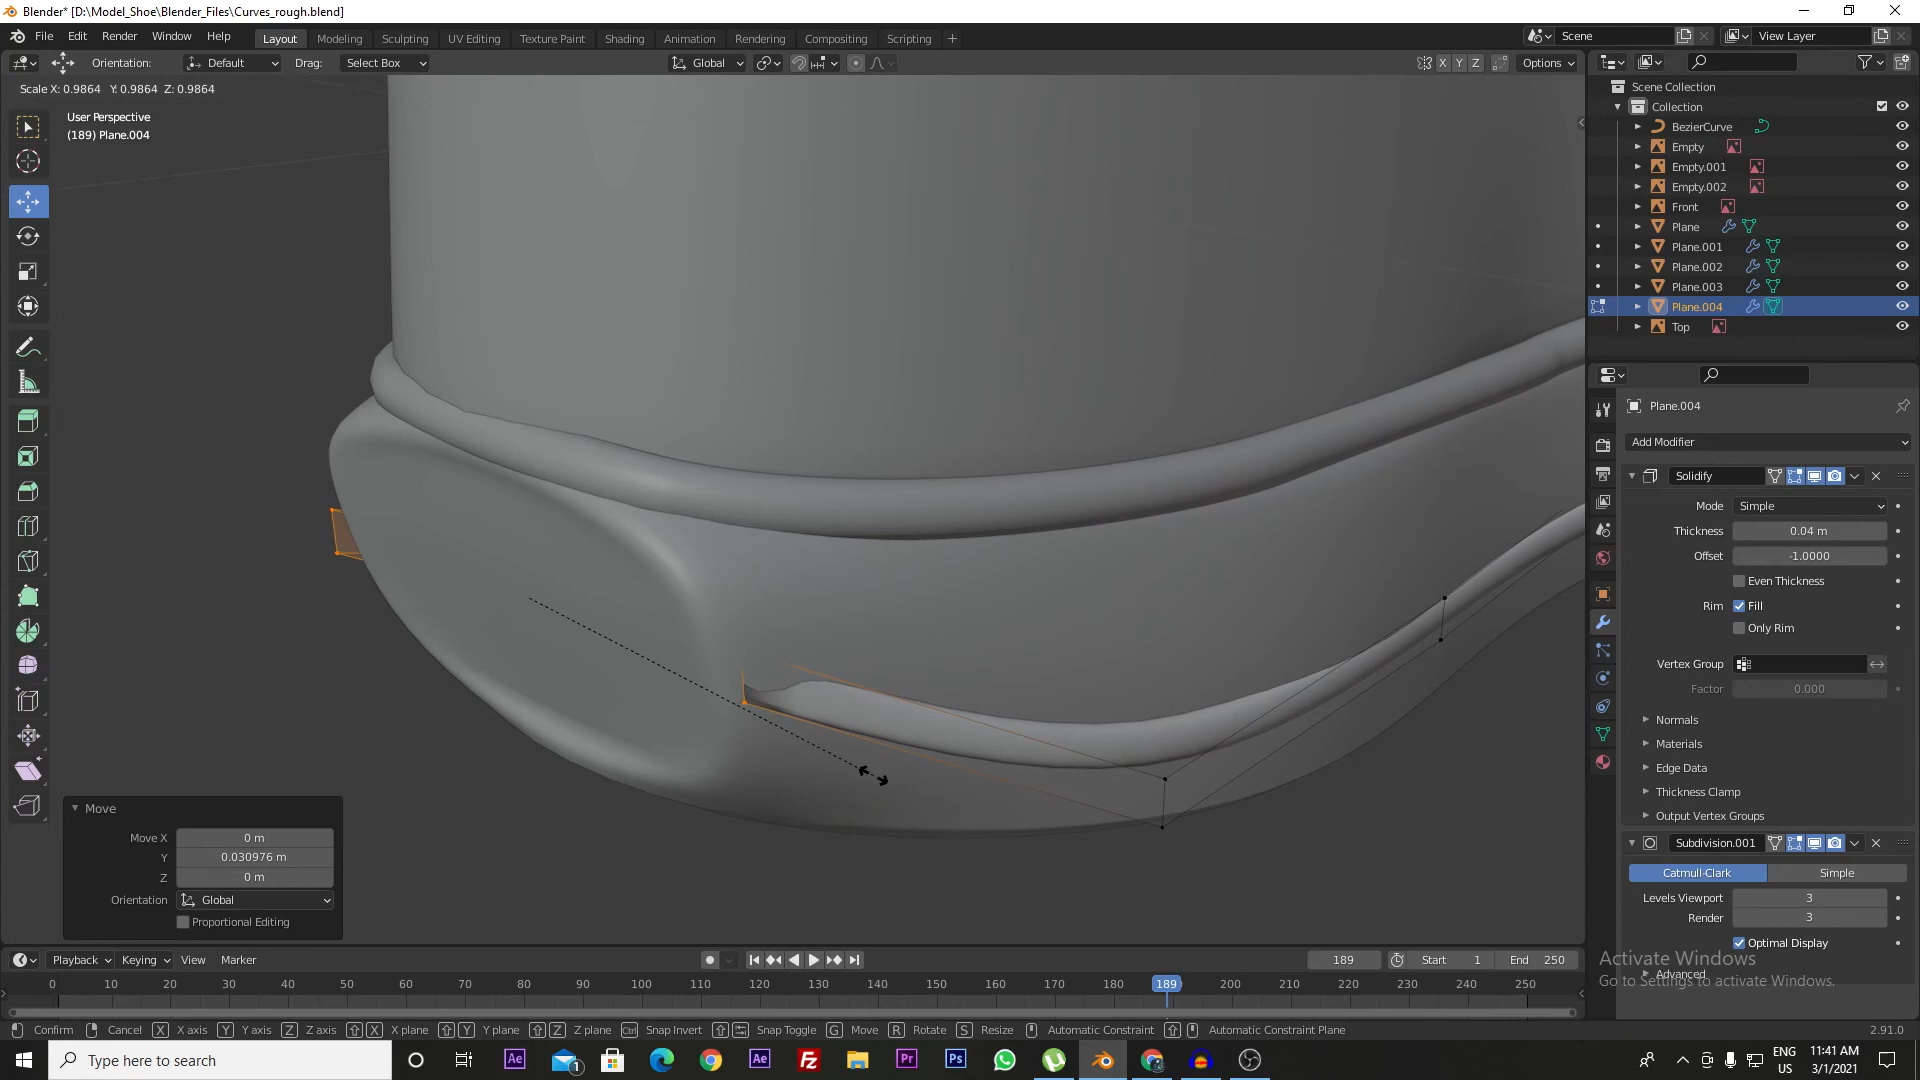 Blender* [D:\Model_Shoe\Blender_Files\Curves_rough.blend]
File Edit Render Window Help Layout Modeling Sculpting UV Editing Texture Paint Shading Animation Rendering Compositing Scripting + Scene View Layer
Orientation: Default Drag: Select Box Global X Y Z Options
Scale X: 0.9864 Y: 0.9864 Z: 0.9864
User Perspective
(189) Plane.004
Scene Collection
Collection
BezierCurve
Empty
Empty.001
Empty.002
Front
Plane
Plane.001
Plane.002
Plane.003
Plane.004
Top
Plane.004
Add Modifier
Solidify
Mode Simple
Thickness 0.04 m
Offset -1.0000
Even Thickness
Rim Fill
Only Rim
Vertex Group
Factor 0.000
Normals
Materials
Edge Data
Thickness Clamp
Output Vertex Groups
Subdivision.001
Catmull-Clark Simple
Levels Viewport 3
Render 3
Optimal Display
Advanced
Activate Windows
Go to Settings to activate Windows.
Move
Move X 0 m
Y 0.030976 m
Z 0 m
Orientation Global
Proportional Editing
Playback Keying View Marker 189 Start 1 End 250
0 10 20 30 40 50 60 70 80 90 100 110 120 130 140 150 160 170 180 189 200 210 220 230 240 250
Confirm Cancel X X axis Y Y axis Z Z axis X X plane Y Y plane Z Z plane Ctrl Snap Invert Snap Toggle G Move R Rotate S Resize Automatic Constraint Automatic Constraint Plane 2.91.0
Type here to search Ae 1 Ae Fz Pr Ps ENG US 11:41 AM 3/1/2021